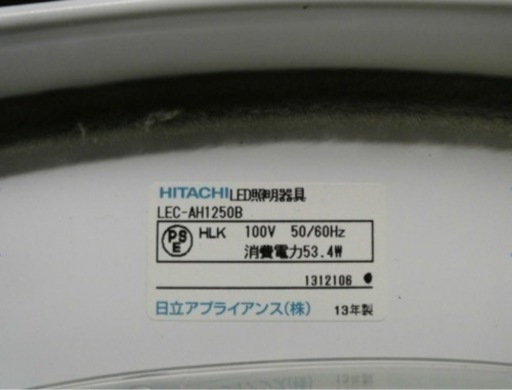 HITACHI LED照明器具
LEC-AH1250B
PSE HLK 100V 50/60Hz
消費電力53.4W
1312106
日立アプライアンス(株) 13年製